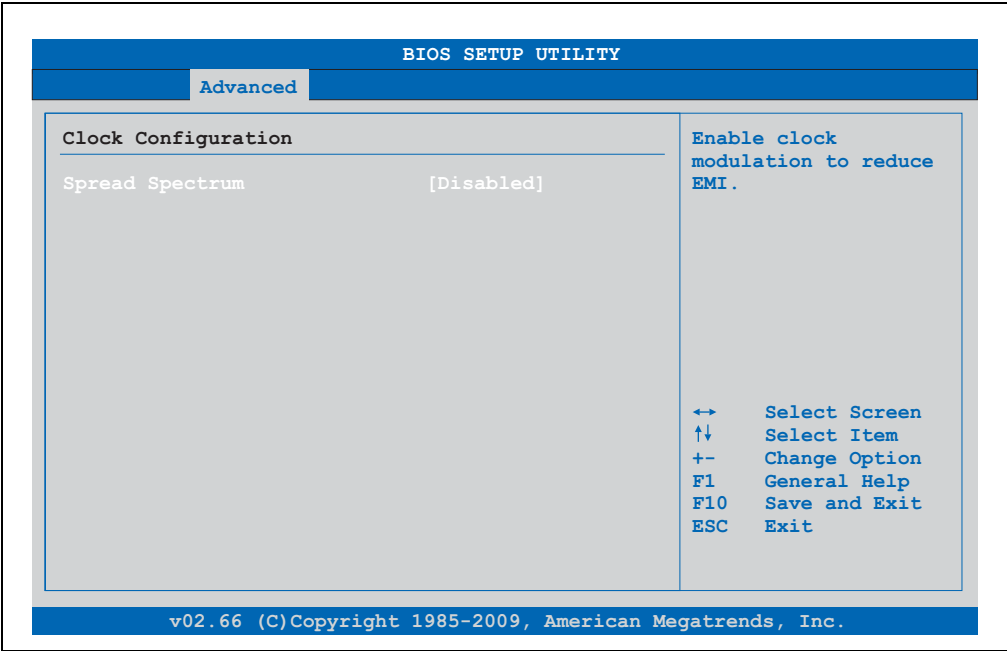 BIOS SETUP UTILITY
Advanced
Clock Configuration
Spread Spectrum [Disabled]
Enable clock
modulation to reduce
EMI.
↔ Select Screen
↑↓ Select Item
+- Change Option
F1 General Help
F10 Save and Exit
ESC Exit
v02.66 (C)Copyright 1985-2009, American Megatrends, Inc.